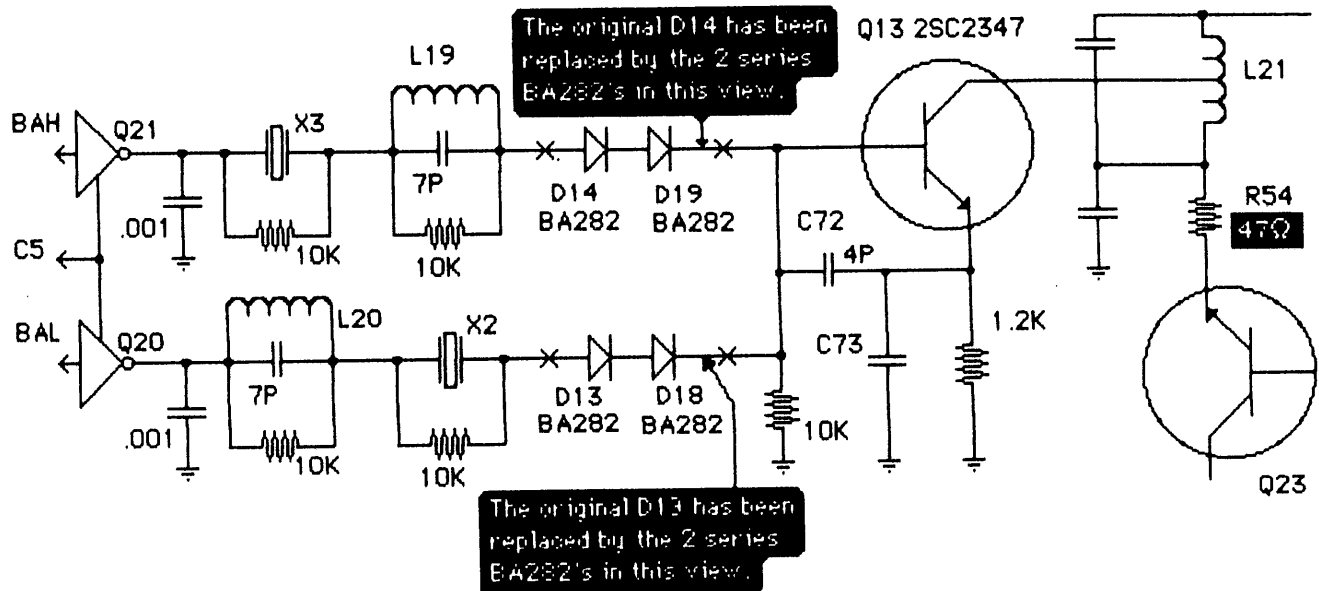 The original D14 has been
replaced by the 2 series
BA282's in this view.
Q13 2SC2347
L19
L21
BAH
Q21
X3
7P
D14
BA282
D19
BA282
R54
47Ω
.001
10K
10K
C72
4P
C5
BAL
Q20
L20
X2
1.2K
C73
7P
D13
BA282
D18
BA282
.001
10K
10K
10K
Q23
The original D13 has been
replaced by the 2 series
BA282's in this view.